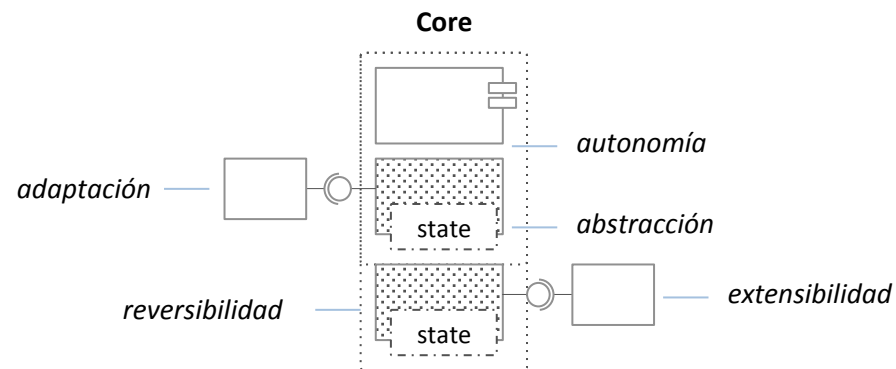 Core
autonomía
adaptación
state
abstracción
extensibilidad
reversibilidad
state